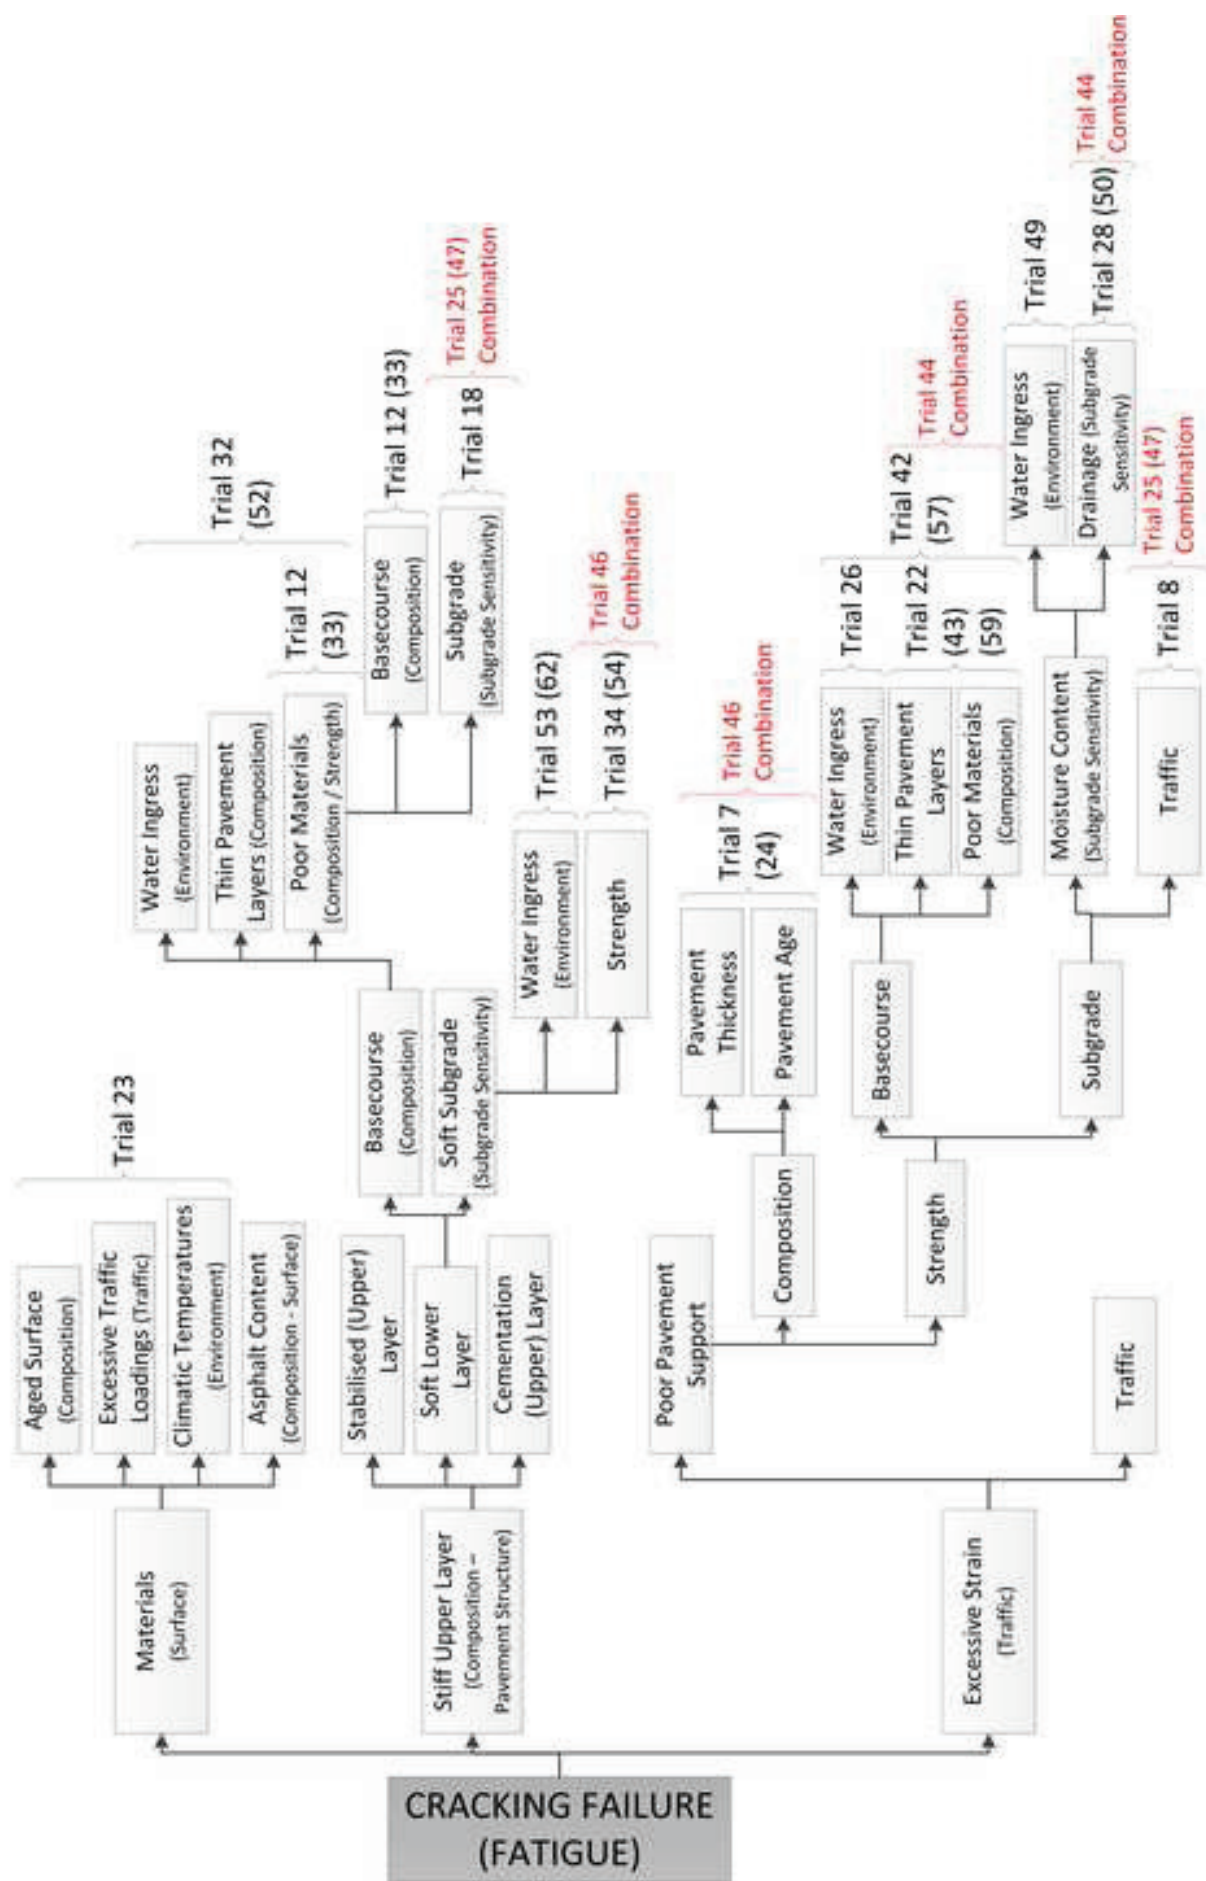 CRACKING FAILURE
(FATIGUE)
Materials
(Surface)
Aged Surface
(Composition)
Excessive Traffic
Loadings (Traffic)
Climatic Temperatures
(Environment)
Asphalt Content
(Composition - Surface)
Trial 23
Stiff Upper Layer
(Composition –
Pavement Structure)
Stabilised (Upper)
Layer
Soft Lower
Layer
Cementation
(Upper) Layer
Basecourse
(Composition)
Soft Subgrade
(Subgrade Sensitivity)
Water Ingress
(Environment)
Thin Pavement
Layers (Composition)
Poor Materials
(Composition / Strength)
Trial 12
(33)
Trial 32
(52)
Basecourse
(Composition)
Trial 12 (33)
Subgrade
(Subgrade Sensitivity)
Trial 18
Trial 25 (47)
Combination
Water Ingress
(Environment)
Trial 53 (62)
Strength
Trial 34 (54)
Trial 46
Combination
Excessive Strain
(Traffic)
Poor Pavement
Support
Traffic
Composition
Strength
Pavement
Thickness
Pavement Age
Trial 7
(24)
Trial 46
Combination
Basecourse
Subgrade
Water Ingress
(Environment)
Trial 26
Thin Pavement
Layers
Poor Materials
(Composition)
Trial 22
(43)
(59)
Trial 42
(57)
Trial 44
Combination
Moisture Content
(Subgrade Sensitivity)
Traffic
Trial 8
Trial 25 (47)
Combination
Water Ingress
(Environment)
Trial 49
Drainage (Subgrade
Sensitivity)
Trial 28 (50)
Trial 44
Combination